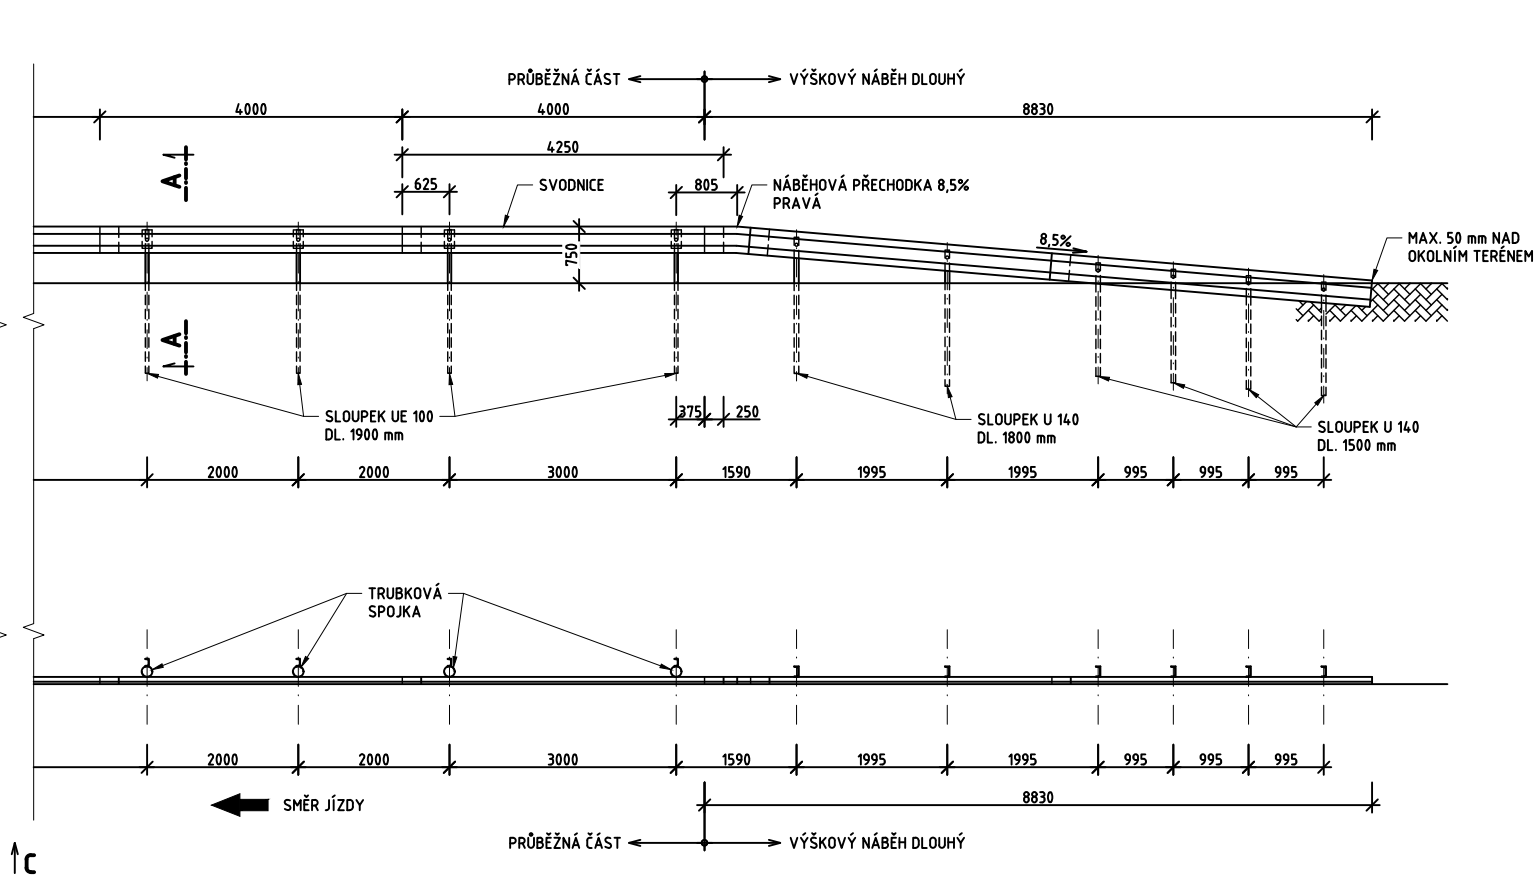 PRŮBĚŽNÁ ČÁST
VÝŠKOVÝ NÁBĚH DLOUHÝ
4000
4000
8830
4250
A
625
SVODNICE
805
NÁBĚHOVÁ PŘECHODKA 8,5%
PRAVÁ
750
8,5%
MAX. 50 mm NAD
OKOLNÍM TERÉNEM
A
SLOUPEK UE 100
DL. 1900 mm
375
250
SLOUPEK U 140
DL. 1800 mm
SLOUPEK U 140
DL. 1500 mm
2000
2000
3000
1590
1995
1995
995
995
995
TRUBKOVÁ
SPOJKA
2000
2000
3000
1590
1995
1995
995
995
995
SMĚR JÍZDY
8830
PRŮBĚŽNÁ ČÁST
VÝŠKOVÝ NÁBĚH DLOUHÝ
C